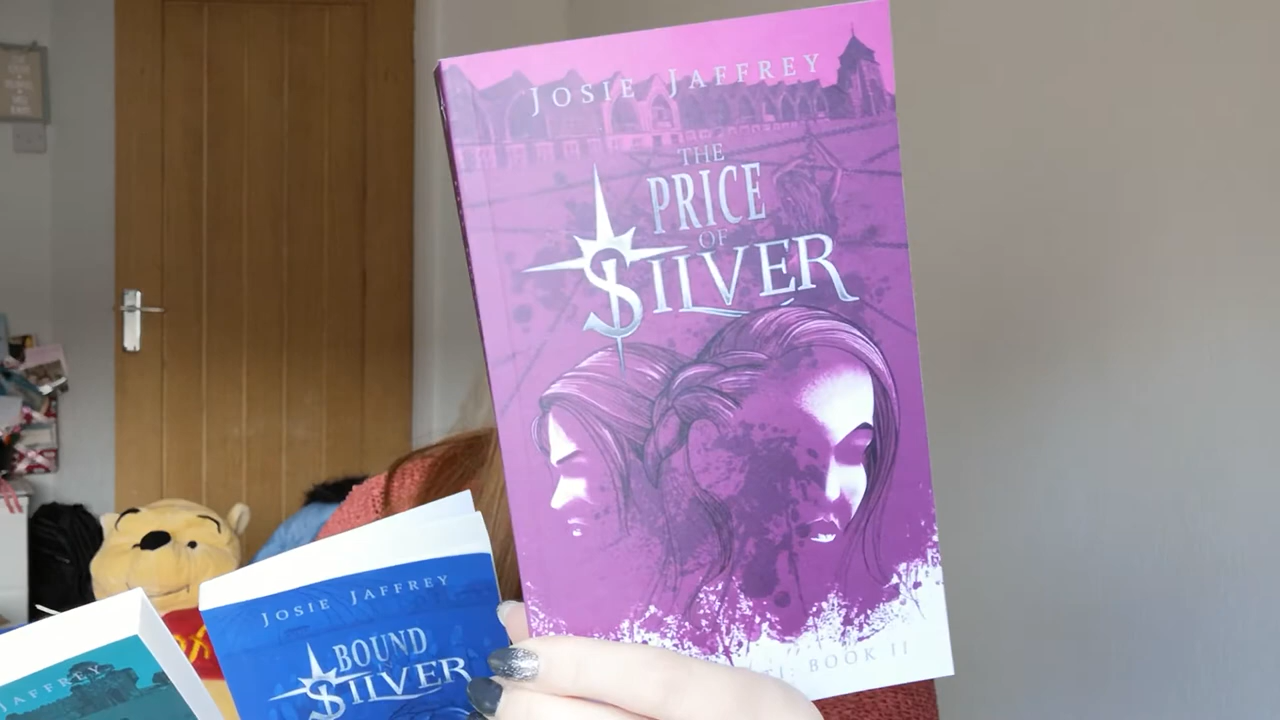 JOSIE JAFFREY
THE
PRICE
OF
SILVER
BOOK II
JOSIE JAFFREY
BOUND
SILVER
JAFFREY